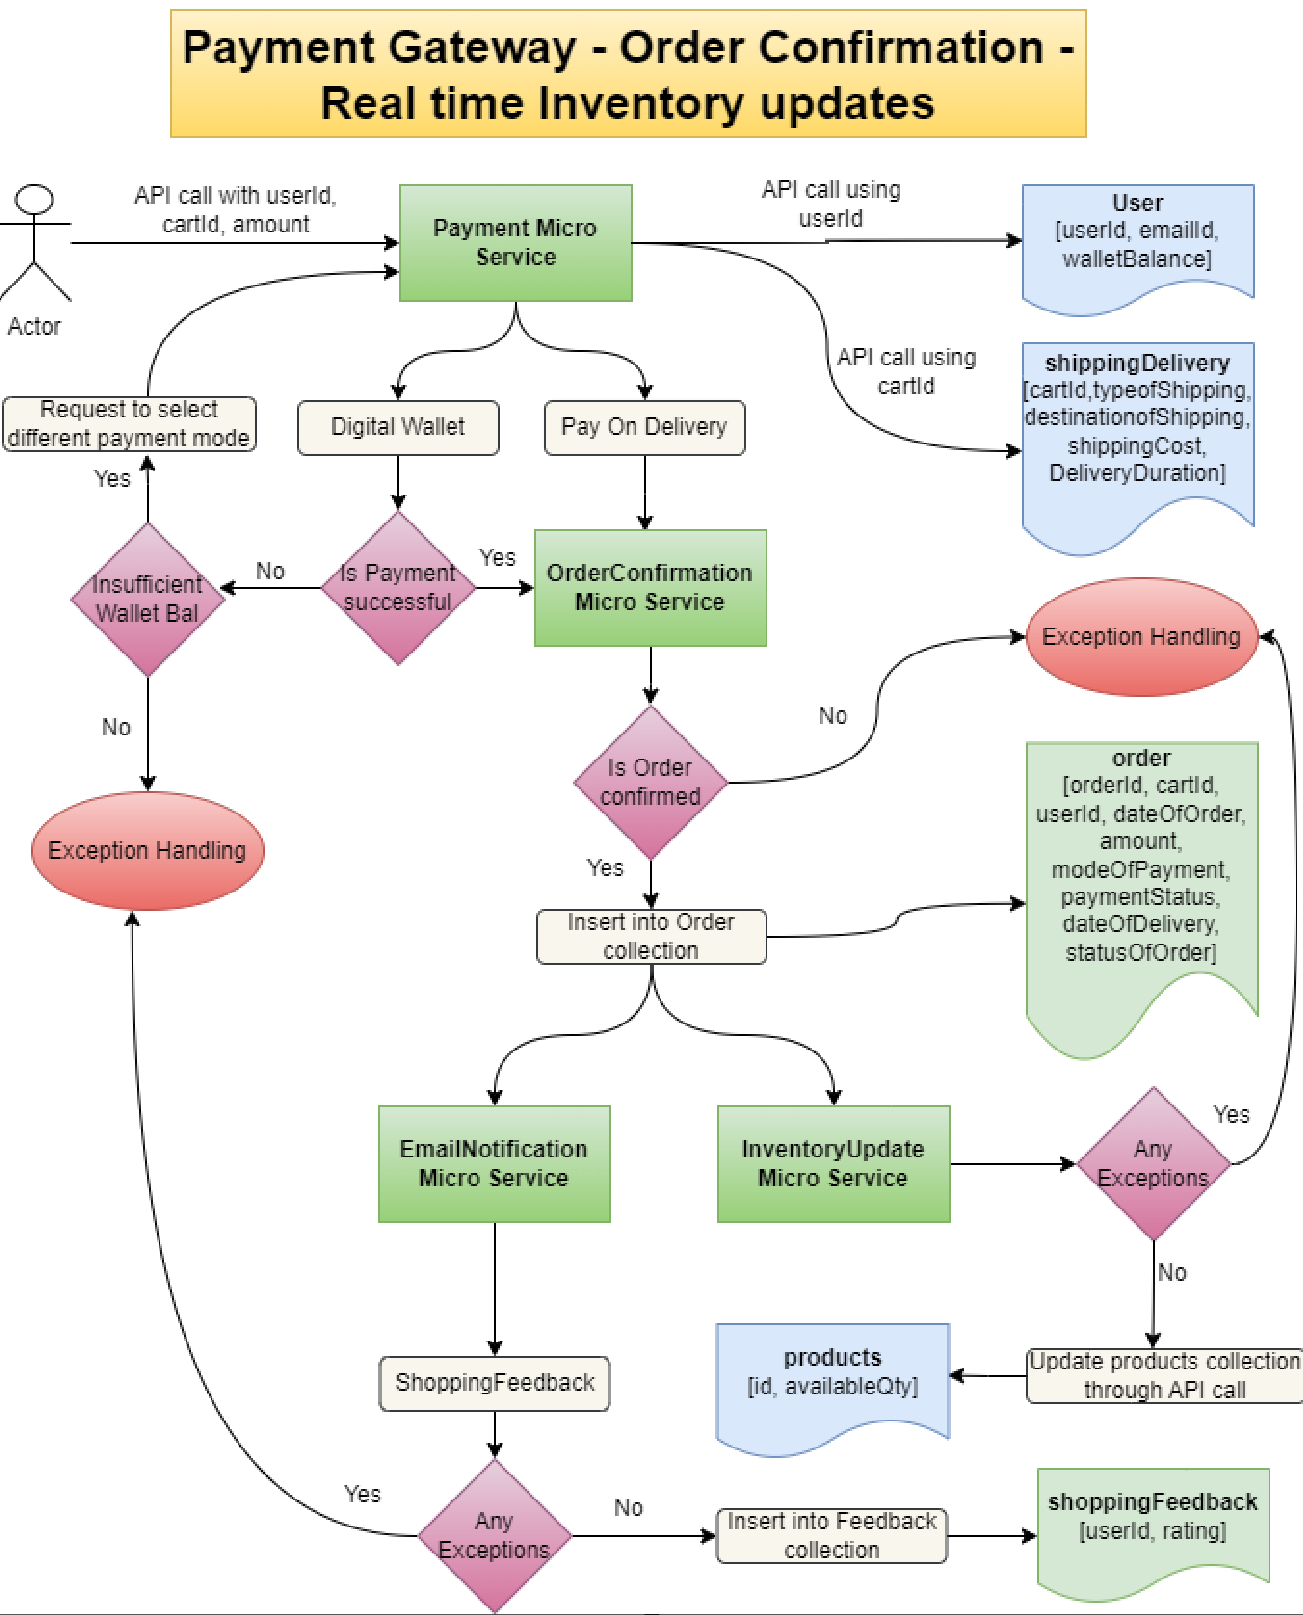 Payment Gateway - Order Confirmation -
Real time Inventory updates
API call with userId,
cartId, amount
Payment Micro
Service
API call using
userId
User
[userId, emailId,
walletBalance]
Actor
API call using
cartId
shippingDelivery
[cartId,typeofShipping,
destinationofShipping,
shippingCost,
DeliveryDuration]
Request to select
different payment mode
Digital Wallet
Pay On Delivery
Yes
Insufficient
Wallet Bal
No
Is Payment
successful
Yes
OrderConfirmation
Micro Service
Exception Handling
No
No
Is Order
confirmed
order
[orderId, cartId,
userId, dateOfOrder,
amount,
modeOfPayment,
paymentStatus,
dateOfDelivery,
statusOfOrder]
Exception Handling
Yes
Insert into Order
collection
EmailNotification
Micro Service
InventoryUpdate
Micro Service
Any
Exceptions
Yes
No
products
[id, availableQty]
Update products collection
through API call
ShoppingFeedback
Yes
Any
Exceptions
No
Insert into Feedback
collection
shoppingFeedback
[userId, rating]